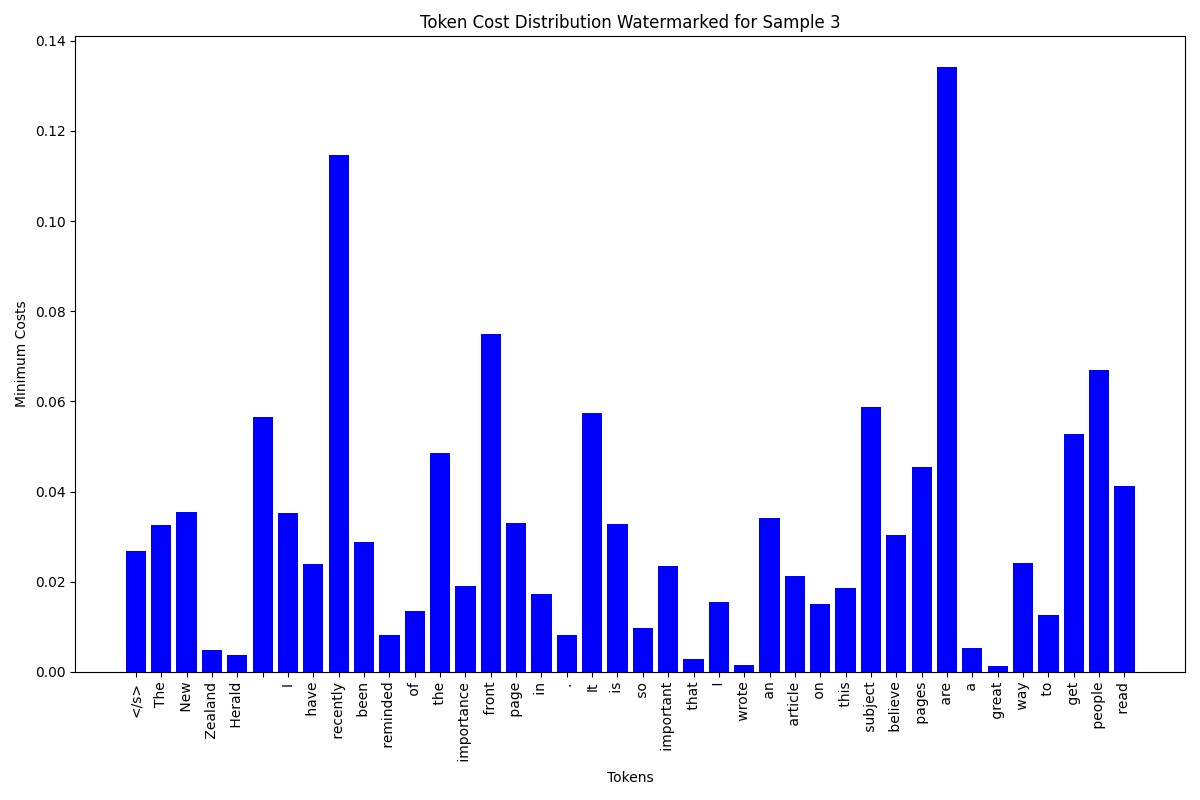 Token Cost Distribution Watermarked for Sample 3
0.14
0.12
0.10
0.08
0.06
0.04
0.02
0.00
Minimum Costs
</s>
The
New
Zealand
Herald
I
have
recently
been
reminded
of
the
importance
front
page
in
.
It
is
so
important
that
I
wrote
an
article
on
this
subject
believe
pages
are
a
great
way
to
get
people
read
Tokens